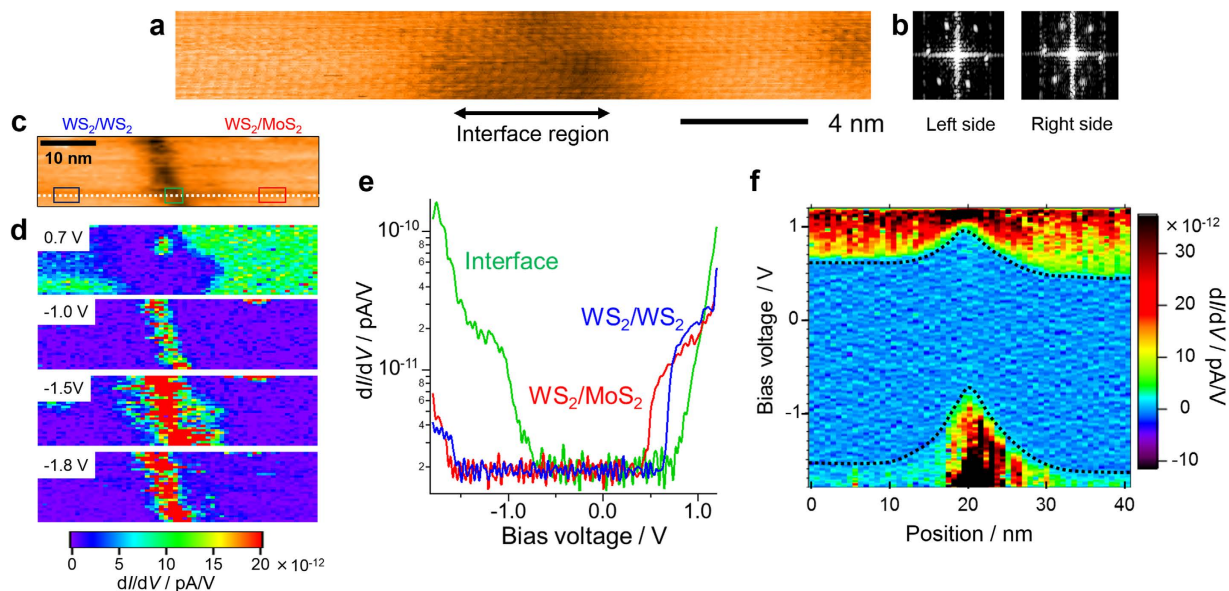 a
b
Interface region
4 nm
Left side
Right side
c
WS₂/WS₂
WS₂/MoS₂
10 nm
d
0.7 V
-1.0 V
-1.5V
-1.8 V
0 5 10 15 20 × 10⁻¹²
dI/dV / pA/V
e
dI/dV / pA/V
10⁻¹⁰
8
6
4
2
10⁻¹¹
8
6
4
2
Interface
WS₂/WS₂
WS₂/MoS₂
-1.0 0.0 1.0
Bias voltage / V
f
Bias voltage / V
1
0
-1
0 10 20 30 40
Position / nm
× 10⁻¹²
30
20
10
0
-10
dI/dV / pA/V